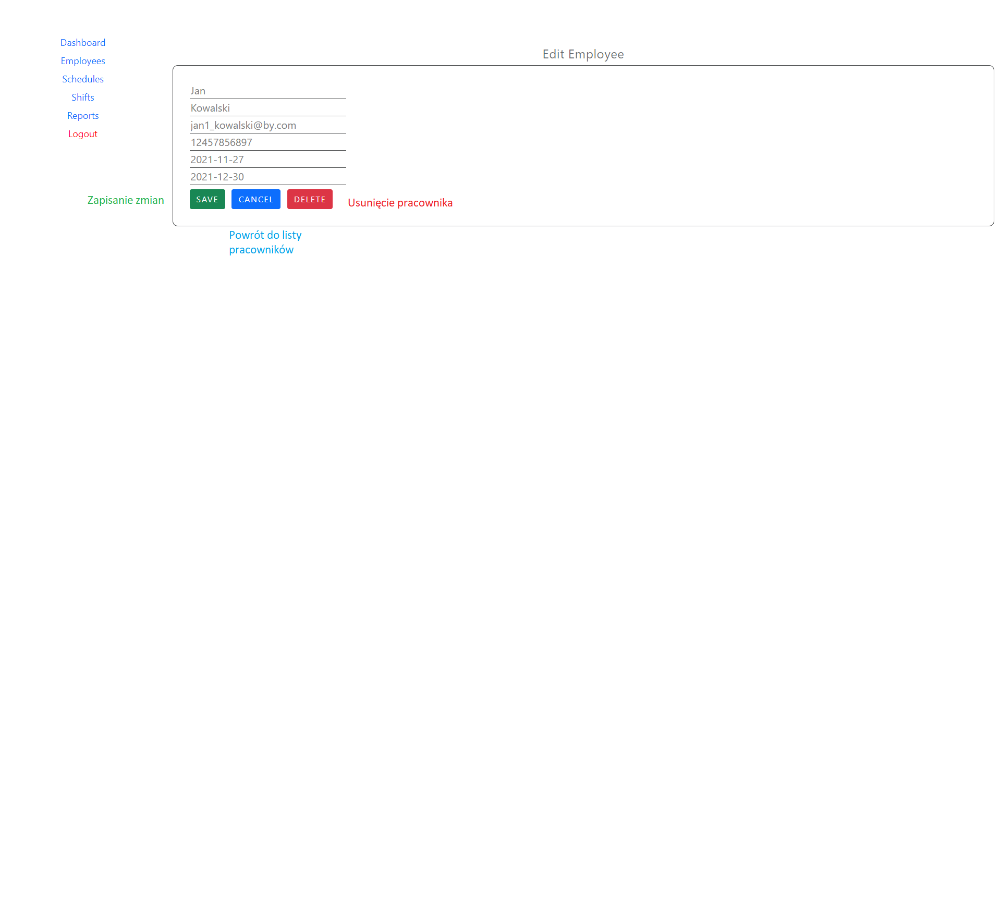 Dashboard
Employees
Schedules
Shifts
Reports
Logout
Edit Employee
Jan
Kowalski
jan1_kowalski@by.com
12457856897
2021-11-27
2021-12-30
Zapisanie zmian
SAVE
CANCEL
DELETE
Usunięcie pracownika
Powrót do listy
pracowników